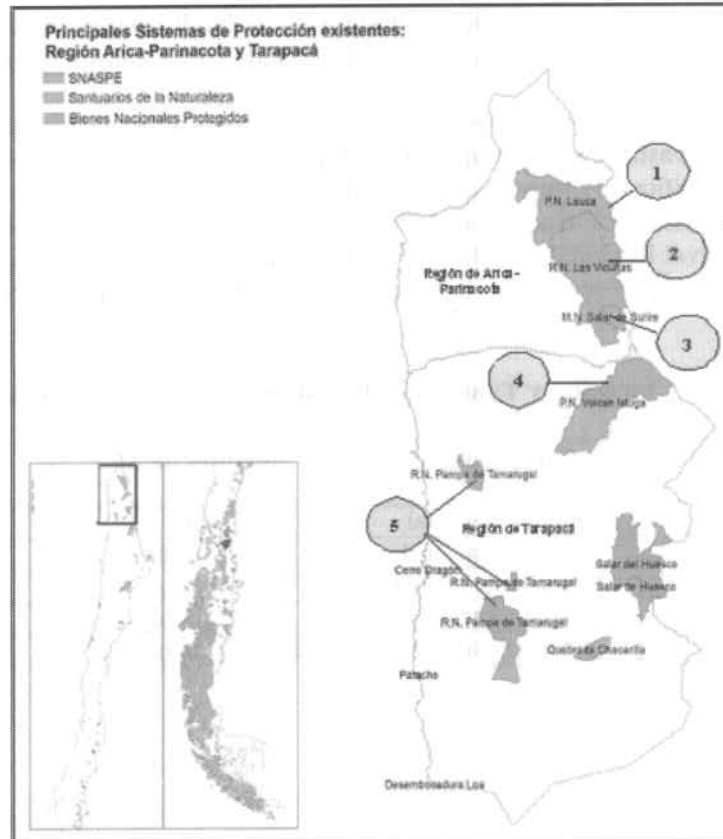 Principales Sistemas de Protección existentes:
Región Arica-Parinacota y Tarapacá
SNASPE
Santuarios de la Naturaleza
Bienes Nacionales Protegidos
1
P.N. Lauca
2
R.N. Las Vicuñas
Región de Arica-
Parinacota
M.N. Salar de Surire
3
4
P.N. Volcan Isluga
R.N. Pampa de Tamarugal
5
Región de Tarapacá
Salar del Huasco
Cerro Dragón
R.N. Pampa de Tamarugal
Salar de Huasco
R.N. Pampa de Tamarugal
Quebrada Chacarilla
Patache
Desembocadura Loa